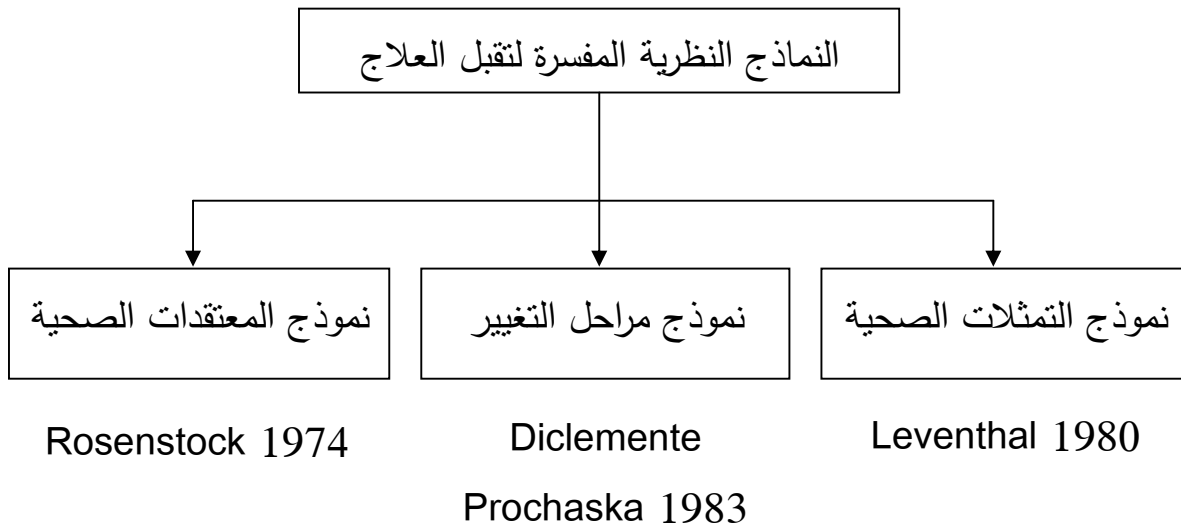 النماذج النظرية المفسرة لتقبل العلاج
نموذج التمثلات الصحية
نموذج مراحل التغيير
نموذج المعتقدات الصحية
Leventhal 1980
Diclemente
Prochaska 1983
Rosenstock 1974